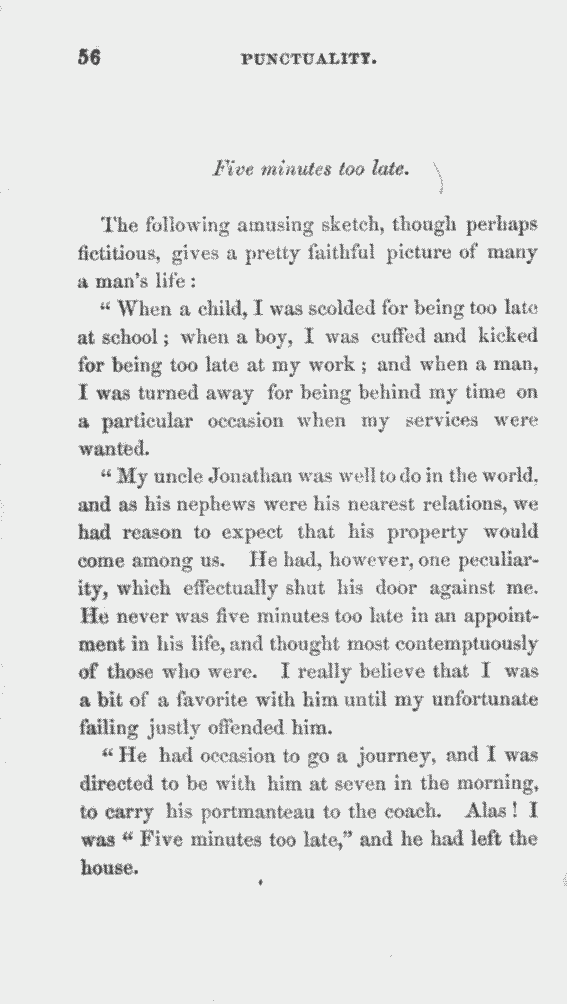 56 PUNCTUALITY.
Five minutes too late.
The following amusing sketch, though perhaps
fictitious, gives a pretty faithful picture of many
a man's life :
“ When a child, I was scolded for being too late
at school ; when a boy, I was cuffed and kicked
for being too late at my work ; and when a man,
I was turned away for being behind my time on
a particular occasion when my services were
wanted.
“ My uncle Jonathan was well to do in the world,
and as his nephews were his nearest relations, we
had reason to expect that his property would
come among us. He had, however, one peculiar-
ity, which effectually shut his door against me.
He never was five minutes too late in an appoint-
ment in his life, and thought most contemptuously
of those who were. I really believe that I was
a bit of a favorite with him until my unfortunate
failing justly offended him.
“ He had occasion to go a journey, and I was
directed to be with him at seven in the morning,
to carry his portmanteau to the coach. Alas ! I
was “ Five minutes too late,” and he had left the
house.